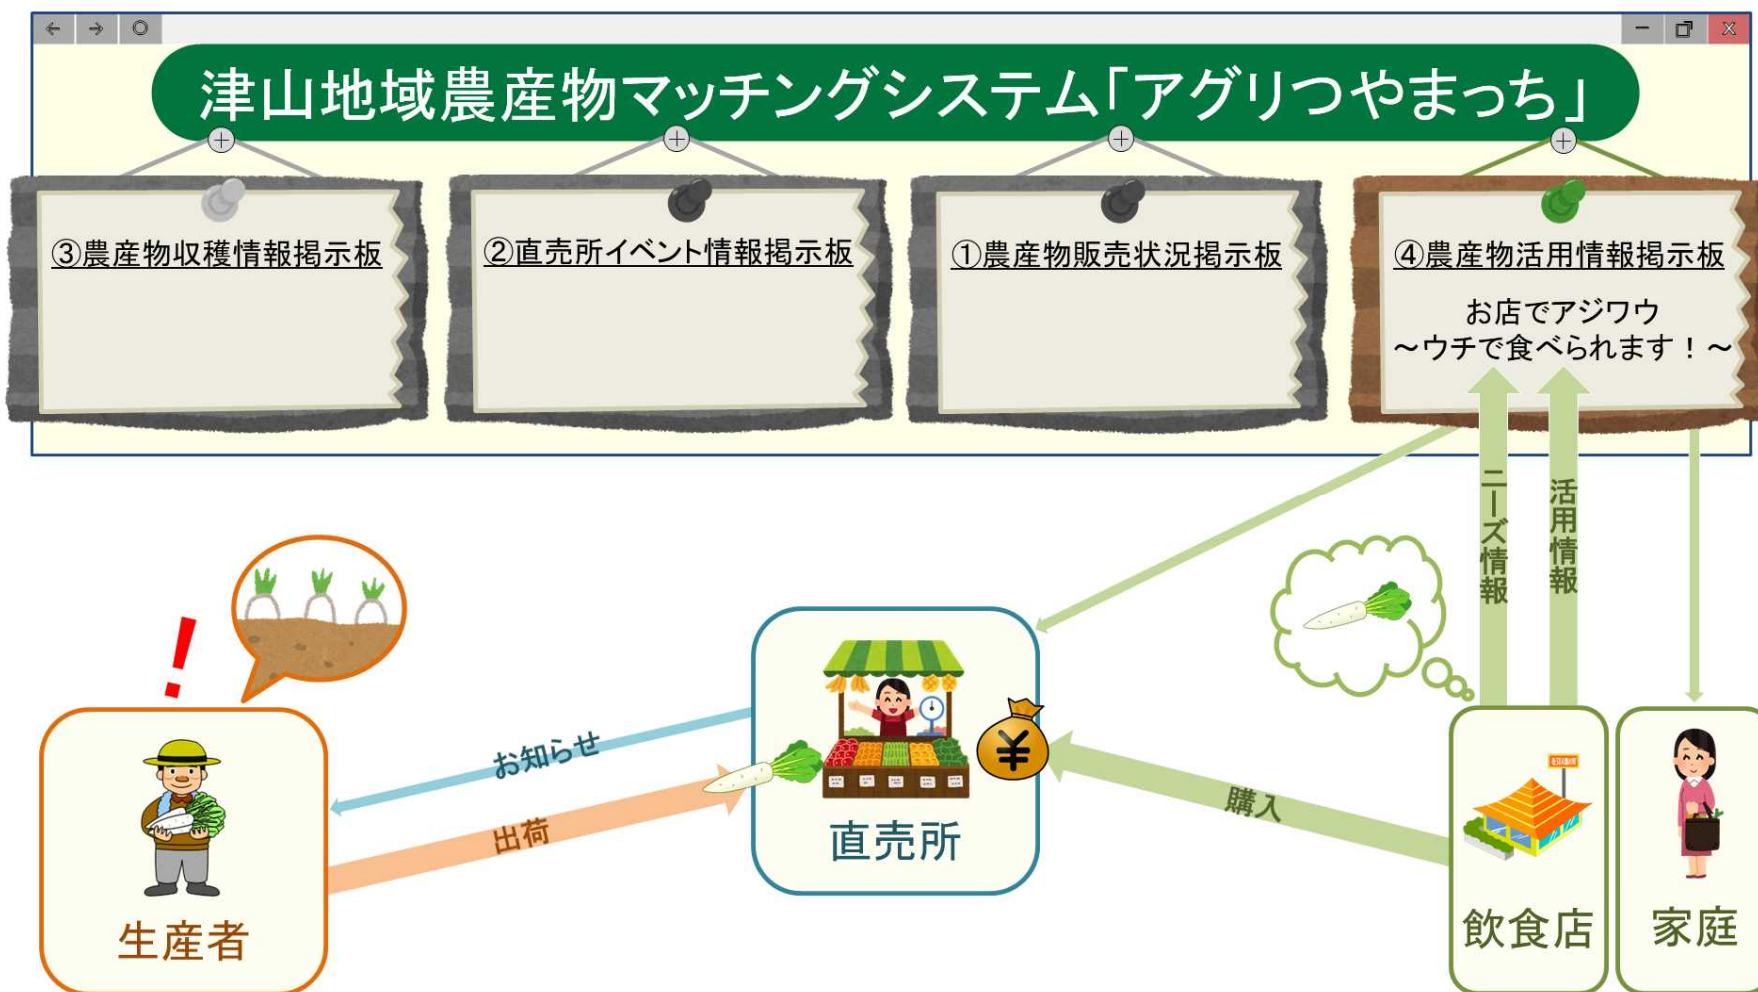 津山地域農産物マッチングシステム「アグリつやまっち」
③農産物収穫情報掲示板
②直売所イベント情報掲示板
①農産物販売状況掲示板
④農産物活用情報掲示板
お店でアジワウ
～ウチで食べられます！～
ニーズ情報
活用情報
お知らせ
出荷
購入
¥
直売所
生産者
飲食店
家庭